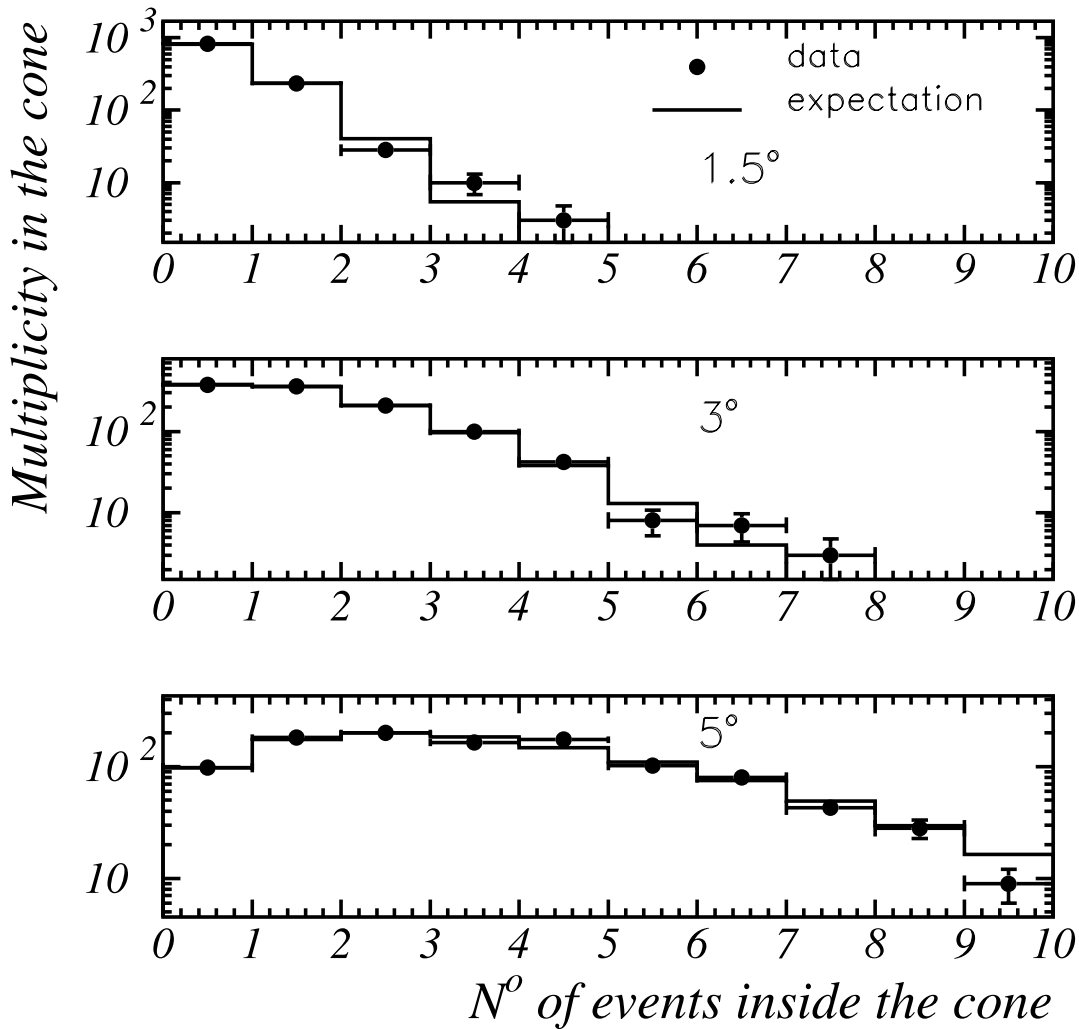 Multiplicity in the cone
10 3
data
10 2
expectation
1.5°
10
0 1 2 3 4 5 6 7 8 9 10
3°
10 2
10
0 1 2 3 4 5 6 7 8 9 10
5°
10 2
10
0 1 2 3 4 5 6 7 8 9 10
Nº of events inside the cone